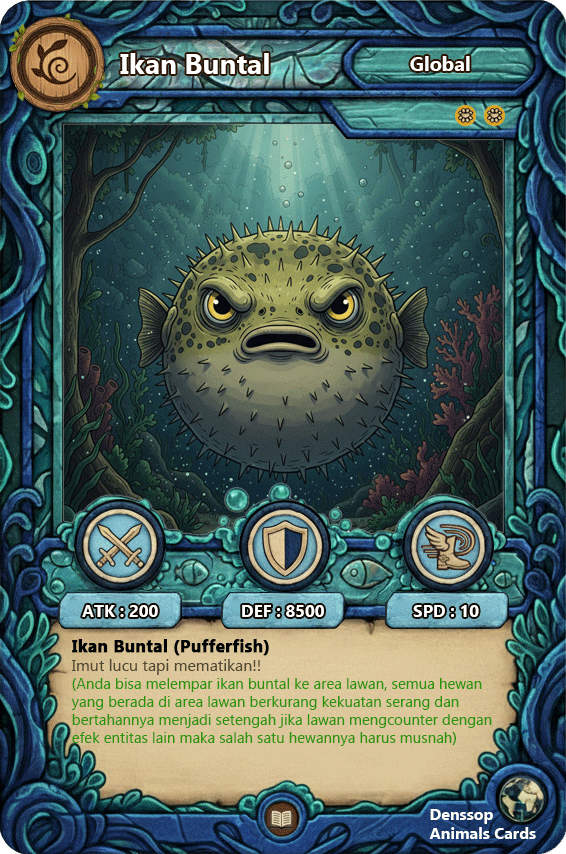 Ikan Buntal
Global
ATK : 200
DEF : 8500
SPD : 10
Ikan Buntal (Pufferfish)
Imut lucu tapi mematikan!!
(Anda bisa melempar ikan buntal ke area lawan, semua hewan
yang berada di area lawan berkurang kekuatan serang dan
bertahannya menjadi setengah jika lawan mengcounter dengan
efek entitas lain maka salah satu hewannya harus musnah)
Denssop
Animals Cards